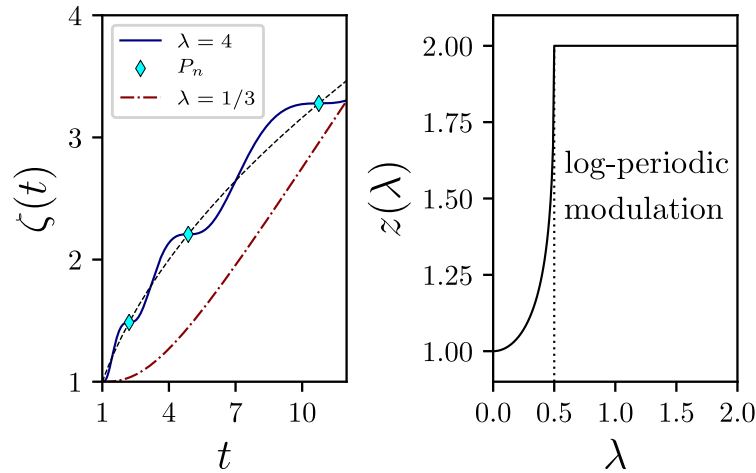 λ = 4
P_n
λ = 1/3
4
3
2
1
ζ(t)
1
4
7
10
t
2.00
1.75
1.50
1.25
1.00
z(λ)
log-periodic
modulation
0.0
0.5
1.0
1.5
2.0
λ